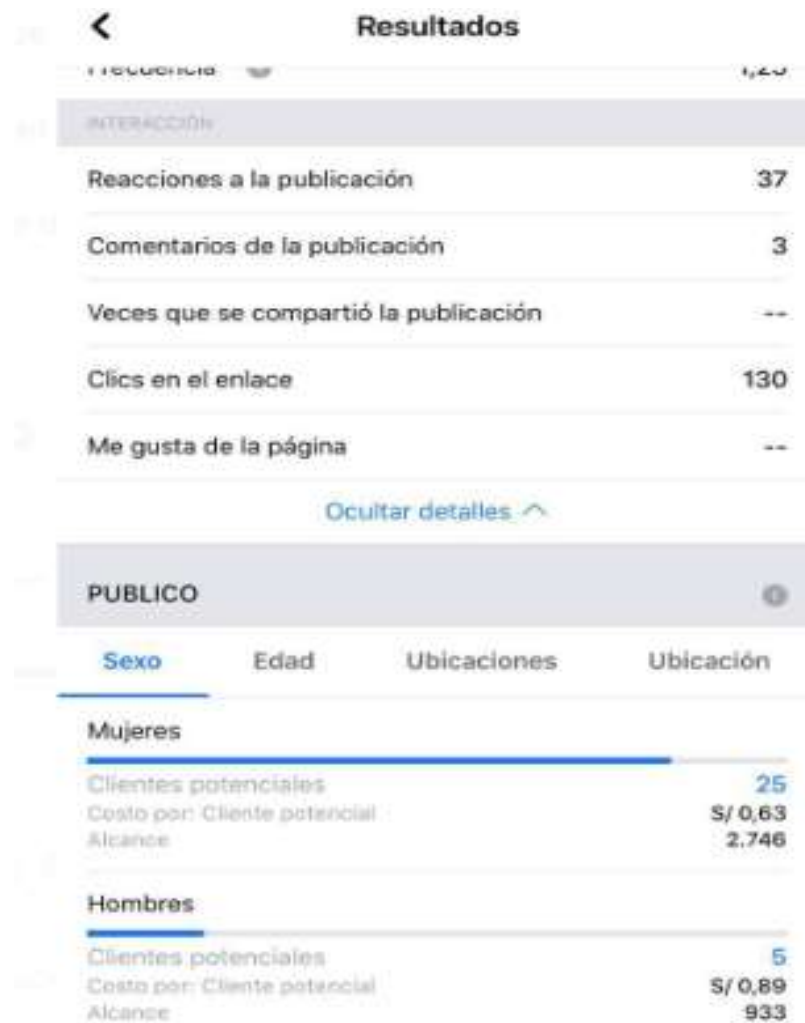 Resultados
Frecuencia 1,25
INTERACCIÓN
Reacciones a la publicación 37
Comentarios de la publicación 3
Veces que se compartió la publicación --
Clics en el enlace 130
Me gusta de la página --
Ocultar detalles
PUBLICO
Sexo Edad Ubicaciones Ubicación
Mujeres
Clientes potenciales 25
Costo por: Cliente potencial S/ 0,63
Alcance 2.746
Hombres
Clientes potenciales 5
Costo por: Cliente potencial S/ 0,89
Alcance 933